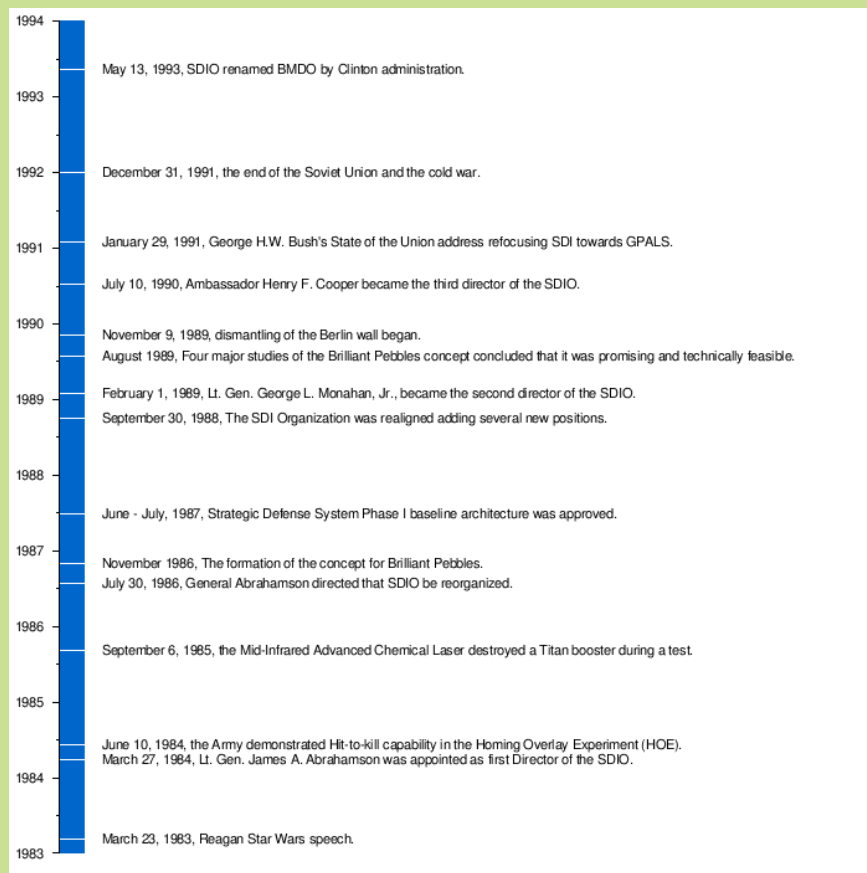 1994
May 13, 1993, SDIO renamed BMDO by Clinton administration.
1993
1992
December 31, 1991, the end of the Soviet Union and the cold war.
January 29, 1991, George H.W. Bush's State of the Union address refocusing SDI towards GPALS.
1991
July 10, 1990, Ambassador Henry F. Cooper became the third director of the SDIO.
1990
November 9, 1989, dismantling of the Berlin wall began.
August 1989, Four major studies of the Brilliant Pebbles concept concluded that it was promising and technically feasible.
February 1, 1989, Lt. Gen. George L. Monahan, Jr., became the second director of the SDIO.
1989
September 30, 1988, The SDI Organization was realigned adding several new positions.
1988
June - July, 1987, Strategic Defense System Phase I baseline architecture was approved.
1987
November 1986, The formation of the concept for Brilliant Pebbles.
July 30, 1986, General Abrahamson directed that SDIO be reorganized.
1986
September 6, 1985, the Mid-Infrared Advanced Chemical Laser destroyed a Titan booster during a test.
1985
June 10, 1984, the Army demonstrated Hit-to-kill capability in the Homing Overlay Experiment (HOE).
March 27, 1984, Lt. Gen. James A. Abrahamson was appointed as first Director of the SDIO.
1984
March 23, 1983, Reagan Star Wars speech.
1983